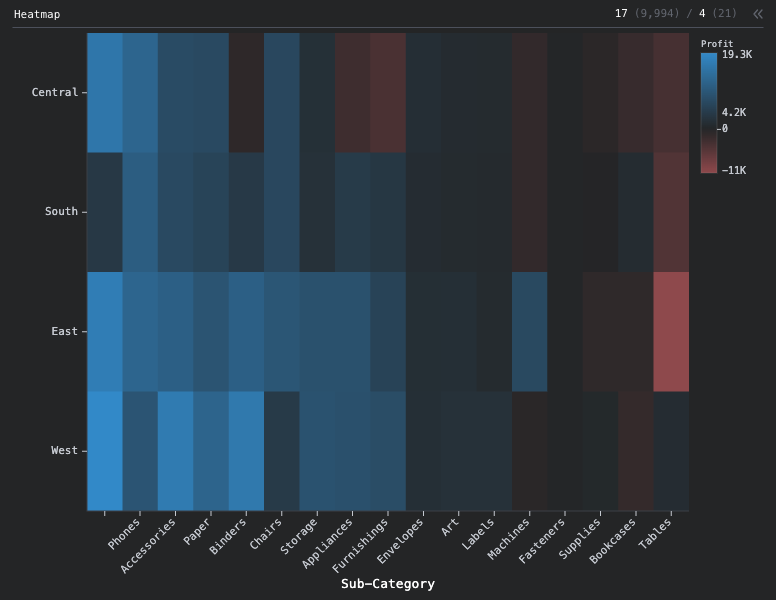 Heatmap
17 (9,994) / 4 (21)
Profit
19.3K
4.2K
0
−11K
Central
South
East
West
Phones
Accessories
Paper
Binders
Chairs
Storage
Appliances
Furnishings
Envelopes
Art
Labels
Machines
Fasteners
Supplies
Bookcases
Tables
Sub-Category